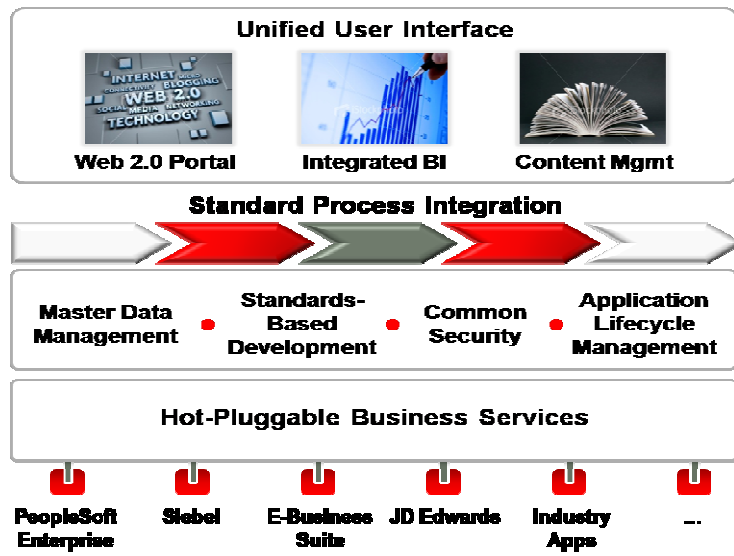 Unified User Interface
INTERNET
CONNECTIVITY BLOGGING
WEB 2.0
SOCIAL MEDIA NETWORKING
TECHNOLOGY
Web 2.0 Portal
Integrated BI
Content Mgmt
Standard Process Integration
Master Data
Management
Standards-
Based
Development
Common
Security
Application
Lifecycle
Management
Hot-Pluggable Business Services
PeopleSoft
Enterprise
Siebel
E-Business
Suite
JD Edwards
Industry
Apps
...